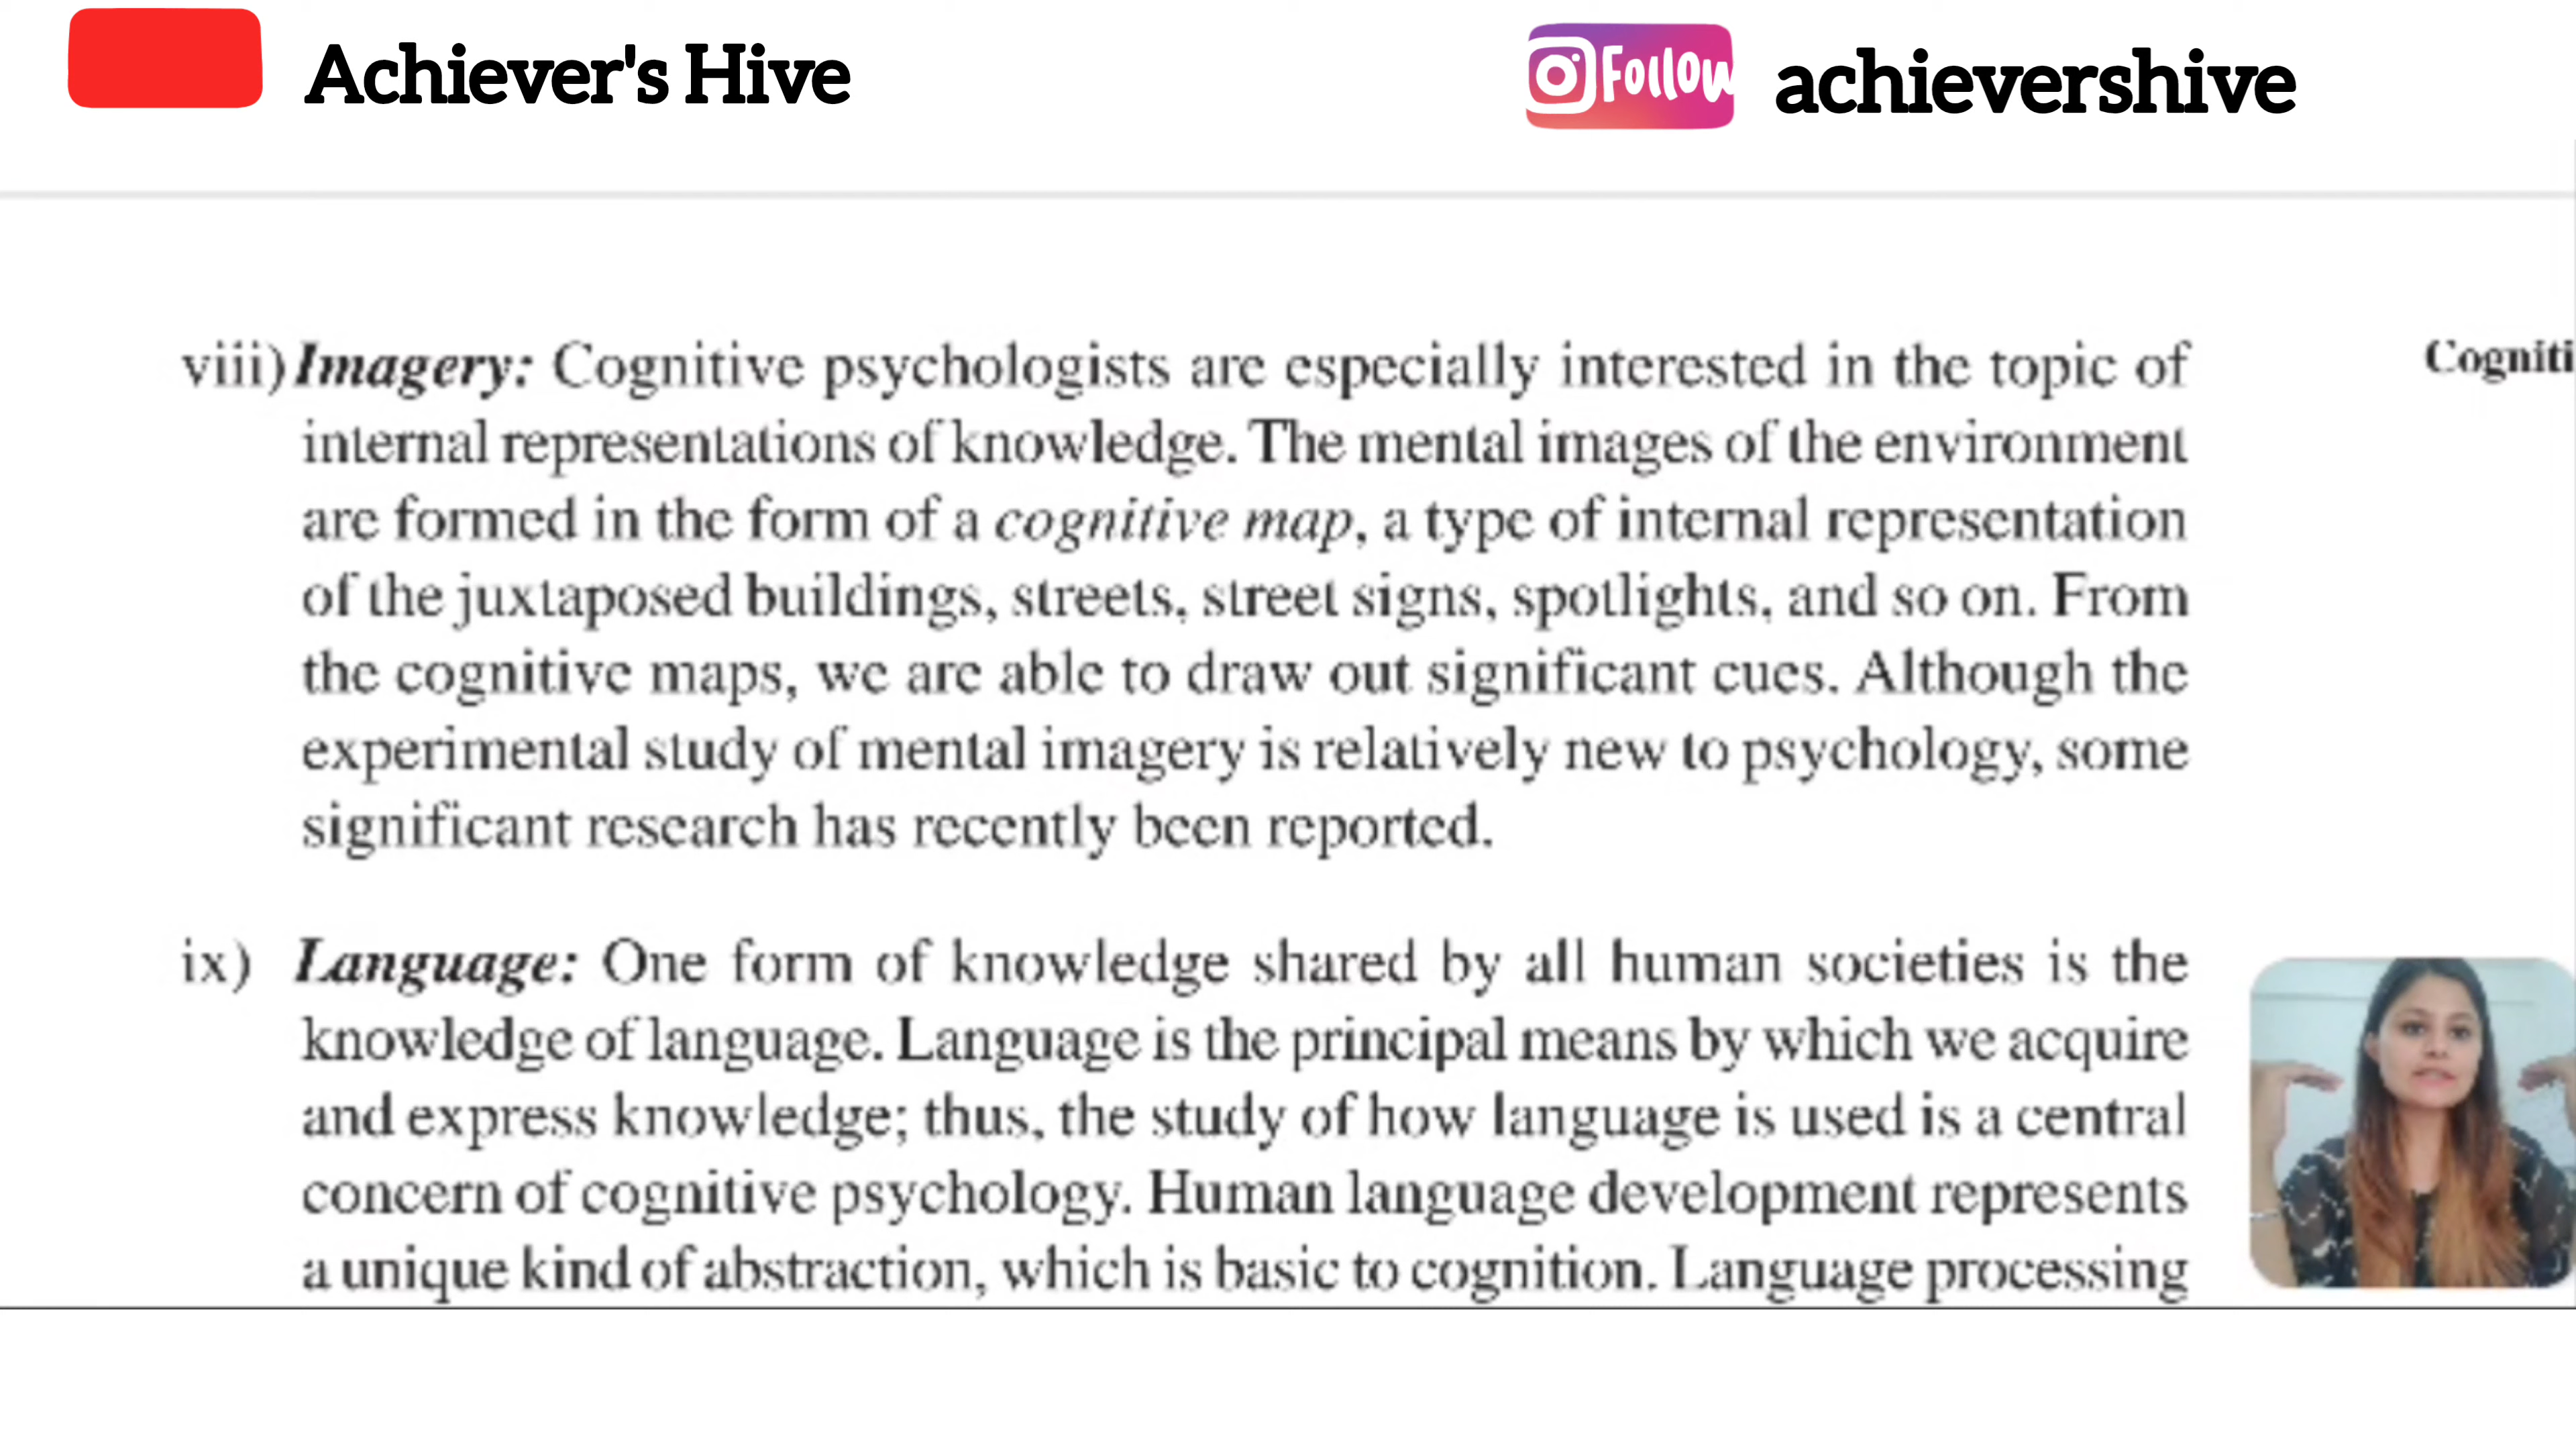 Achiever's Hive
Follow
achievershive
viii) Imagery: Cognitive psychologists are especially interested in the topic of
internal representations of knowledge. The mental images of the environment
are formed in the form of a cognitive map, a type of internal representation
of the juxtaposed buildings, streets, street signs, spotlights, and so on. From
the cognitive maps, we are able to draw out significant cues. Although the
experimental study of mental imagery is relatively new to psychology, some
significant research has recently been reported.
Cogniti
ix) Language: One form of knowledge shared by all human societies is the
knowledge of language. Language is the principal means by which we acquire
and express knowledge; thus, the study of how language is used is a central
concern of cognitive psychology. Human language development represents
a unique kind of abstraction, which is basic to cognition. Language processing